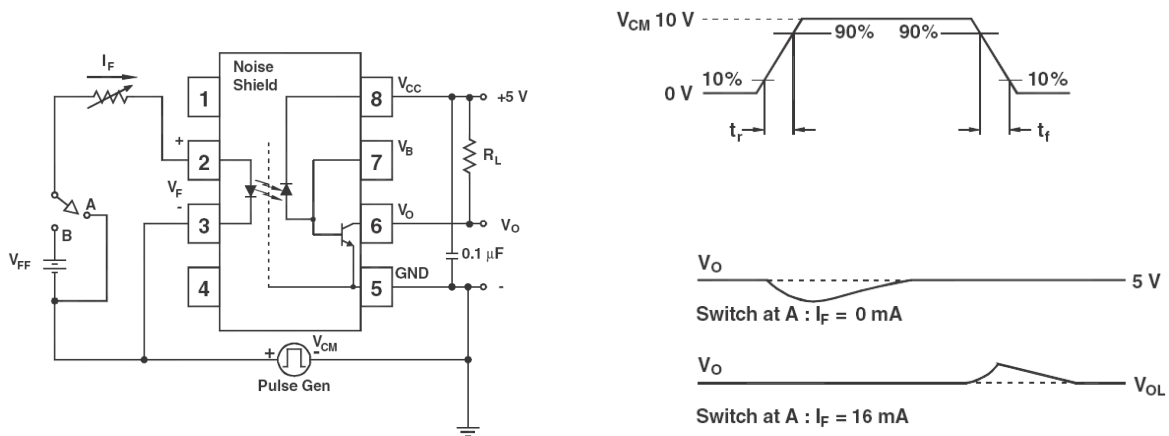 I_F
Noise
Shield
1
2
3
4
8
7
6
5
V_CC
V_B
V_O
GND
+5 V
R_L
V_O
0.1 µF
-
+
V_F
-
A
B
V_FF
+
V_CM
-
Pulse Gen
V_CM 10 V
90%
90%
10%
10%
0 V
t_r
t_f
V_O
5 V
Switch at A : I_F = 0 mA
V_O
V_OL
Switch at A : I_F = 16 mA